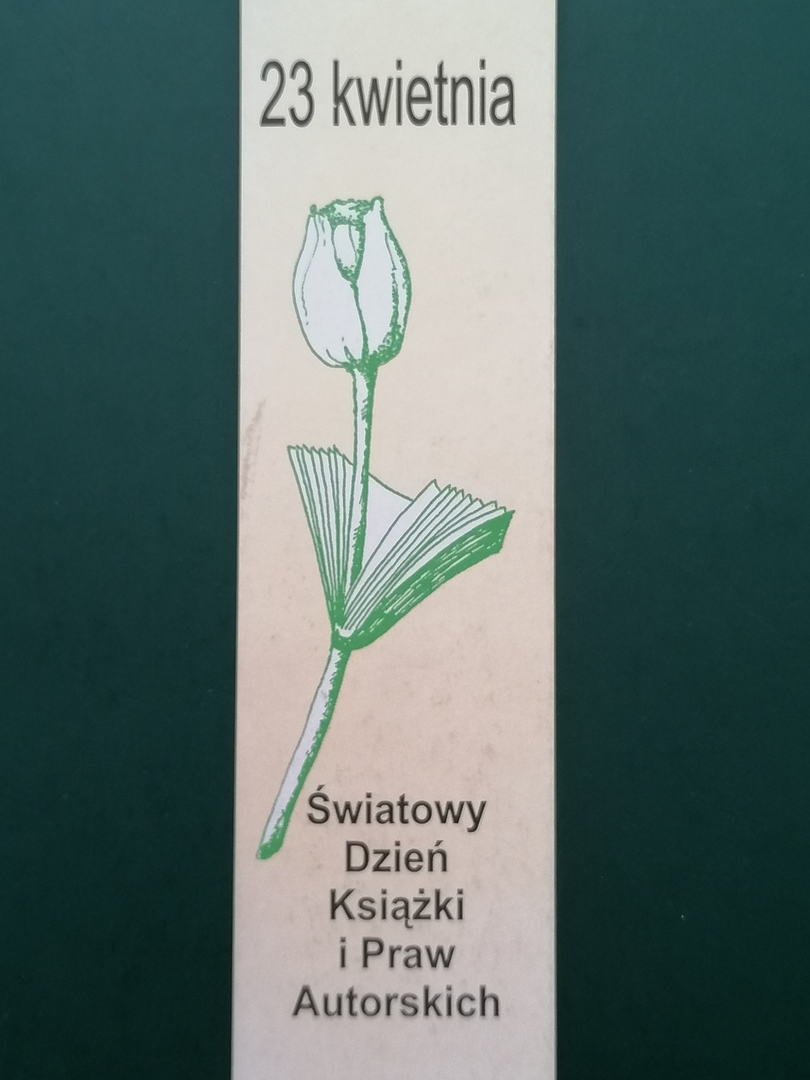 23 kwietnia
Światowy
Dzień
Książki
i Praw
Autorskich